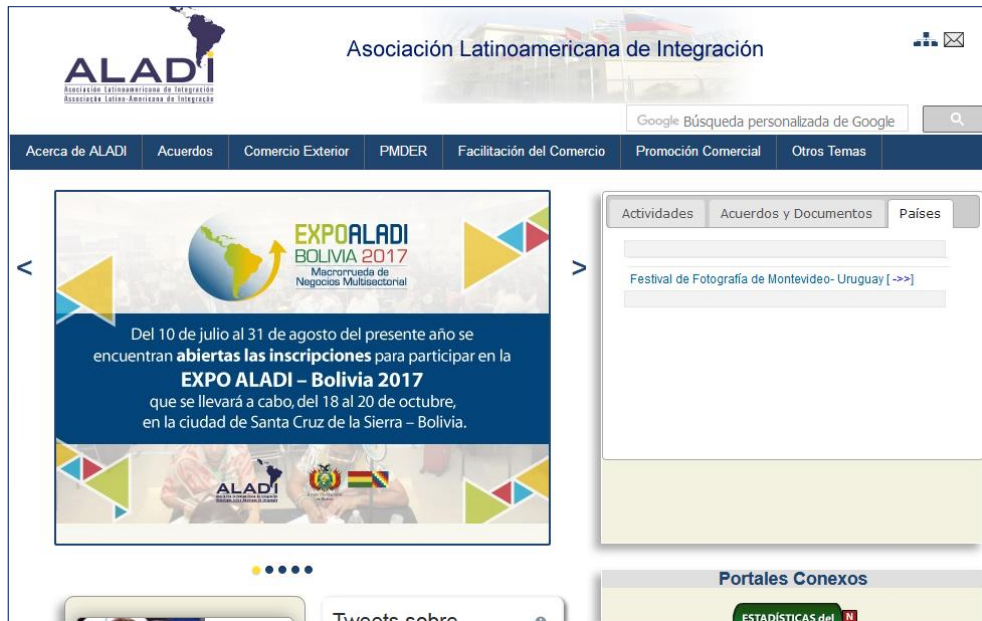 ALADI
Asociación Latinoamericana de Integración
Associação Latino-Americana de Integração
Asociación Latinoamericana de Integración
Google Búsqueda personalizada de Google
Acerca de ALADI Acuerdos Comercio Exterior PMDER Facilitación del Comercio Promoción Comercial Otros Temas
EXPOALADI
BOLIVIA 2017
Macrorrueda de
Negocios Multisectorial
< >
Del 10 de julio al 31 de agosto del presente año se
encuentran abiertas las inscripciones para participar en la
EXPO ALADI – Bolivia 2017
que se llevará a cabo, del 18 al 20 de octubre,
en la ciudad de Santa Cruz de la Sierra – Bolivia.
ALADI
Actividades Acuerdos y Documentos Países
Festival de Fotografía de Montevideo- Uruguay [ ->>]
Portales Conexos
Tweets sobre
ESTADÍSTICAS del N